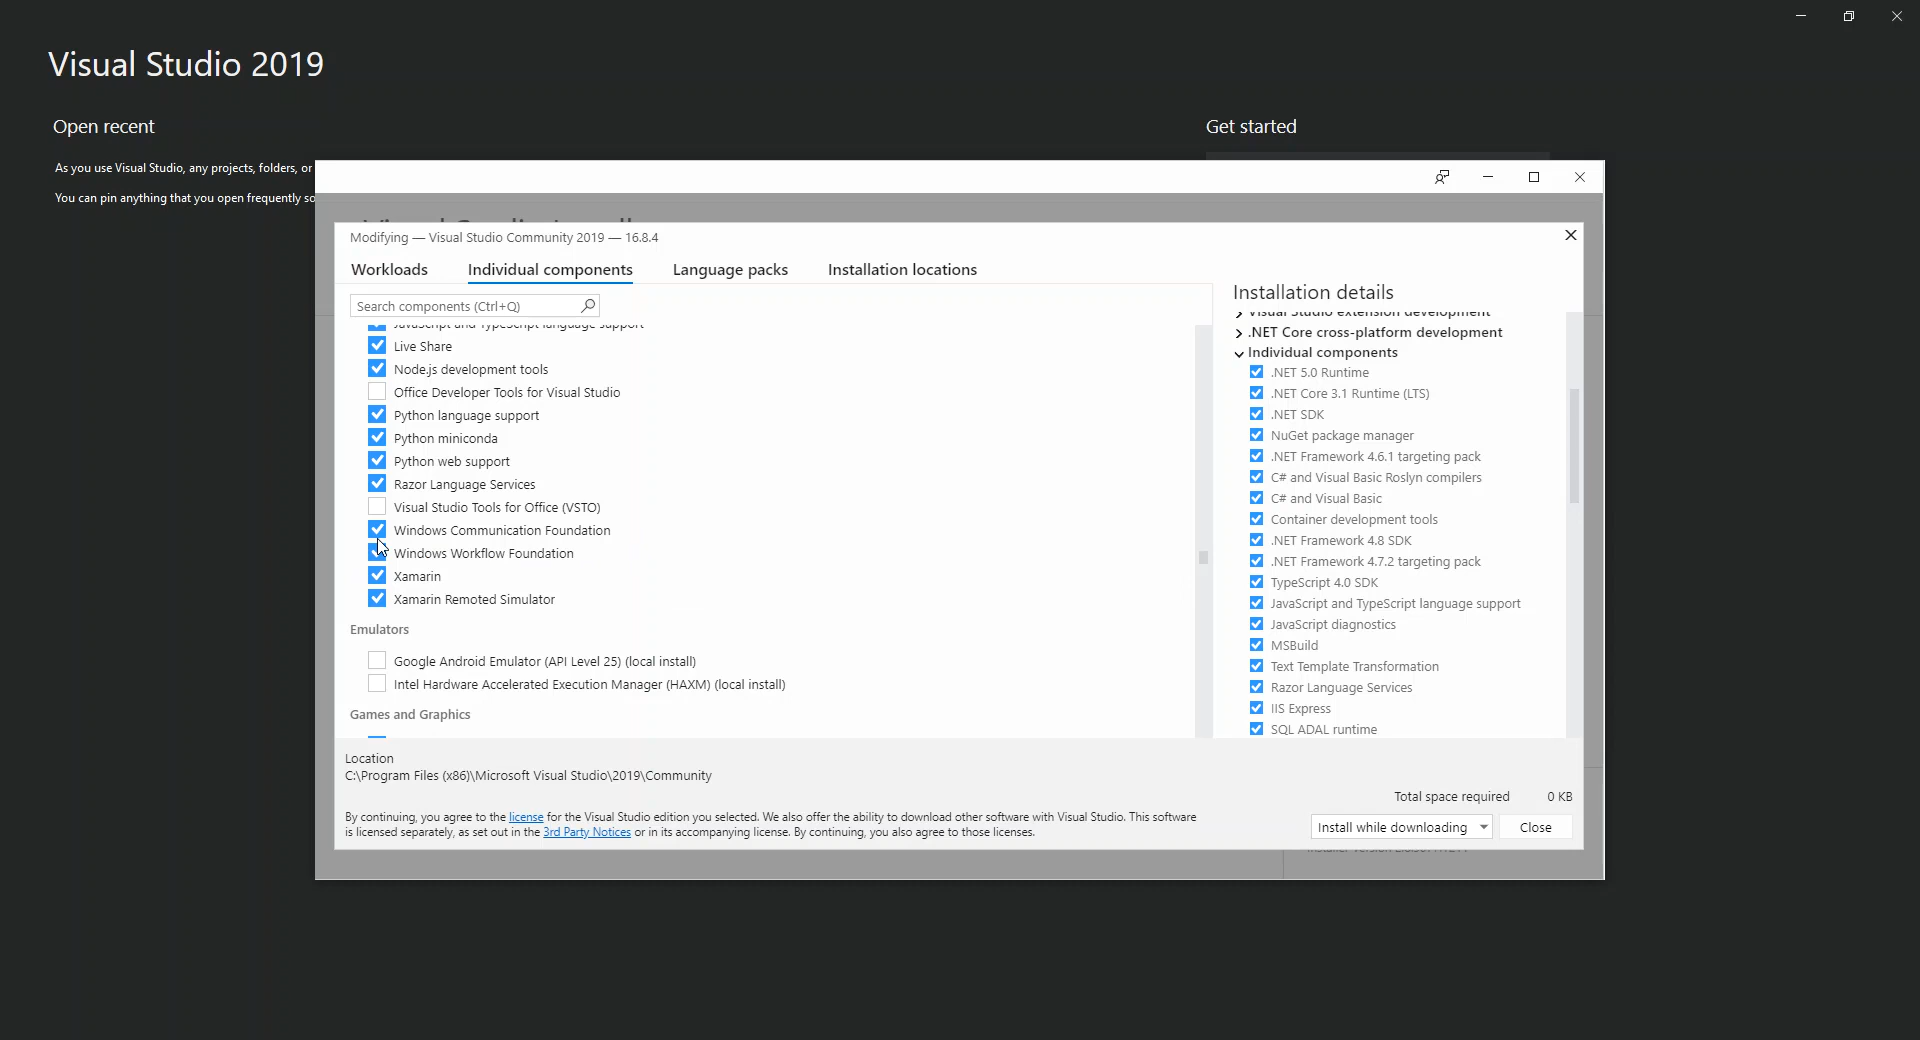 Visual Studio 2019
Open recent
As you use Visual Studio, any projects, folders, or
You can pin anything that you open frequently so
Get started
Modifying — Visual Studio Community 2019 — 16.8.4
Workloads
Individual components
Language packs
Installation locations
Search components (Ctrl+Q)
JavaScript and TypeScript language support
Live Share
Node.js development tools
Office Developer Tools for Visual Studio
Python language support
Python miniconda
Python web support
Razor Language Services
Visual Studio Tools for Office (VSTO)
Windows Communication Foundation
Windows Workflow Foundation
Xamarin
Xamarin Remoted Simulator
Emulators
Google Android Emulator (API Level 25) (local install)
Intel Hardware Accelerated Execution Manager (HAXM) (local install)
Games and Graphics
Installation details
Visual Studio extension development
.NET Core cross-platform development
Individual components
.NET 5.0 Runtime
.NET Core 3.1 Runtime (LTS)
.NET SDK
NuGet package manager
.NET Framework 4.6.1 targeting pack
C# and Visual Basic Roslyn compilers
C# and Visual Basic
Container development tools
.NET Framework 4.8 SDK
.NET Framework 4.7.2 targeting pack
TypeScript 4.0 SDK
JavaScript and TypeScript language support
JavaScript diagnostics
MSBuild
Text Template Transformation
Razor Language Services
IIS Express
SQL ADAL runtime
Location
C:\Program Files (x86)\Microsoft Visual Studio\2019\Community
Total space required 0 KB
By continuing, you agree to the license for the Visual Studio edition you selected. We also offer the ability to download other software with Visual Studio. This software
is licensed separately, as set out in the 3rd Party Notices or in its accompanying license. By continuing, you also agree to those licenses.
Install while downloading
Close